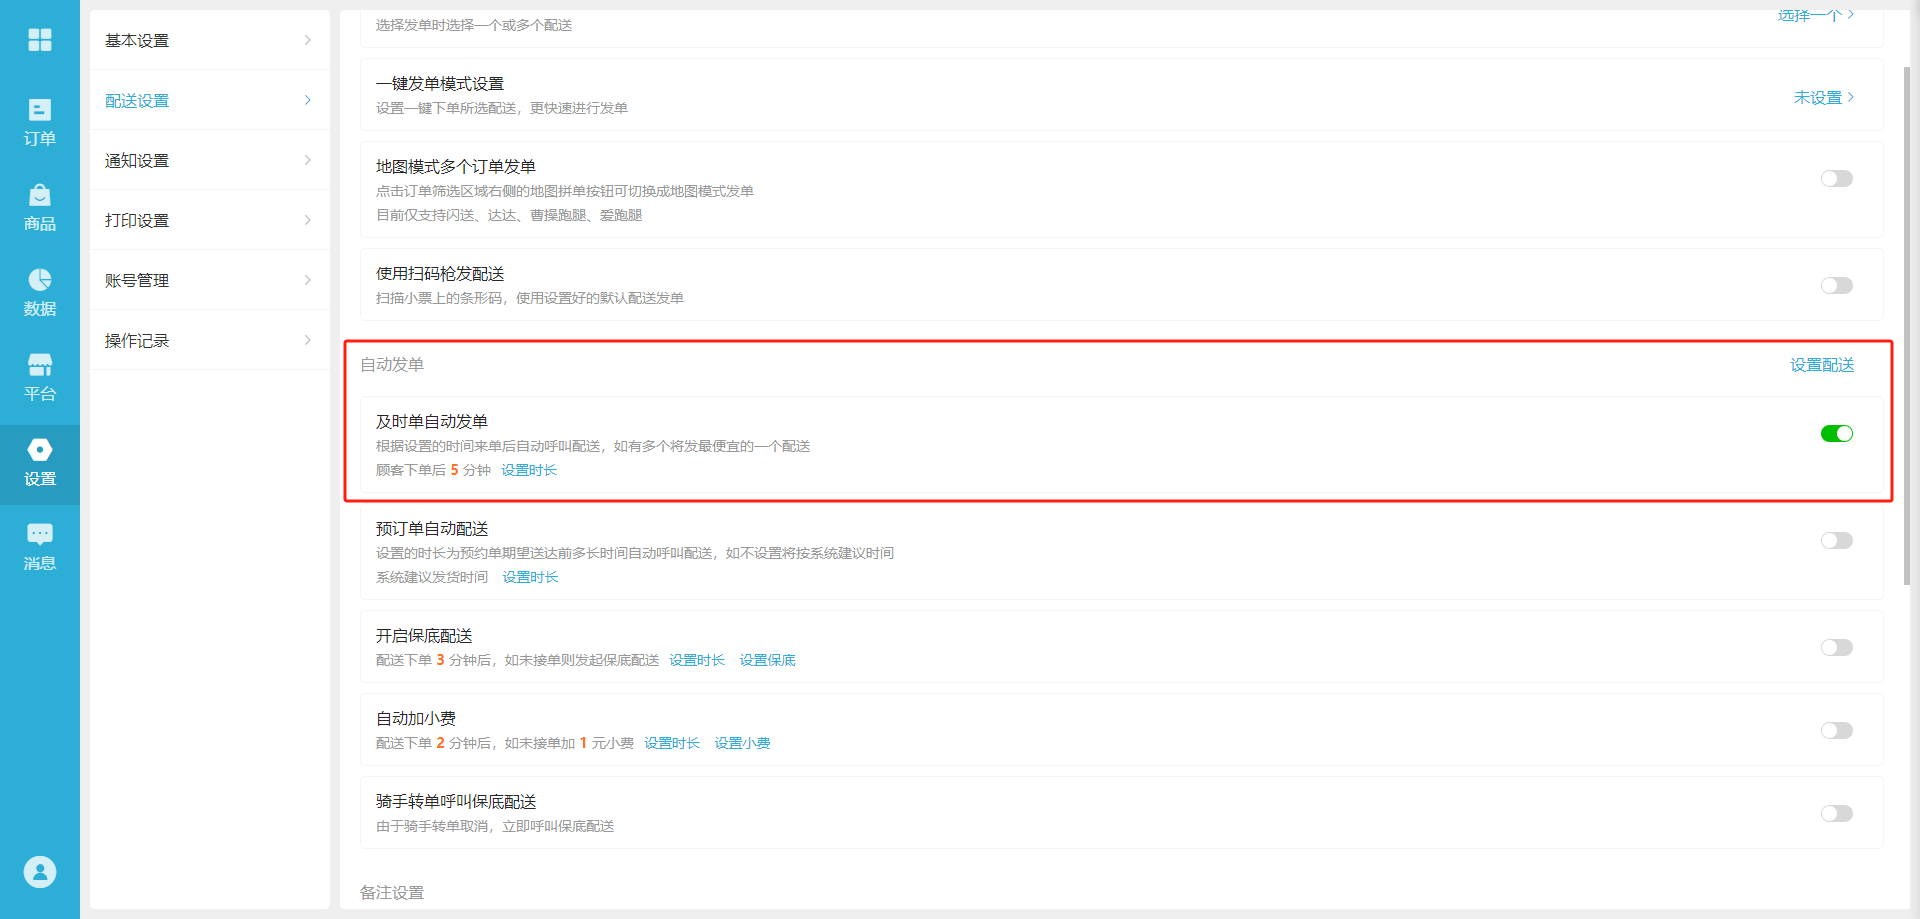 订单
商品
数据
平台
设置
消息
基本设置
配送设置
通知设置
打印设置
账号管理
操作记录
选择发单时选择一个或多个配送
选择一个
一键发单模式设置
设置一键下单所选配送，更快速进行发单
未设置
地图模式多个订单发单
点击订单筛选区域右侧的地图拼单按钮可切换成地图模式发单
目前仅支持闪送、达达、曹操跑腿、爱跑腿
使用扫码枪发配送
扫描小票上的条形码，使用设置好的默认配送发单
自动发单
设置配送
及时单自动发单
根据设置的时间来单后自动呼叫配送，如有多个将发最便宜的一个配送
顾客下单后 5 分钟 设置时长
预订单自动配送
设置的时长为预约单期望送达前多长时间自动呼叫配送，如不设置将按系统建议时间
系统建议发货时间 设置时长
开启保底配送
配送下单 3 分钟后，如未接单则发起保底配送 设置时长 设置保底
自动加小费
配送下单 2 分钟后，如未接单加 1 元小费 设置时长 设置小费
骑手转单呼叫保底配送
由于骑手转单取消，立即呼叫保底配送
备注设置